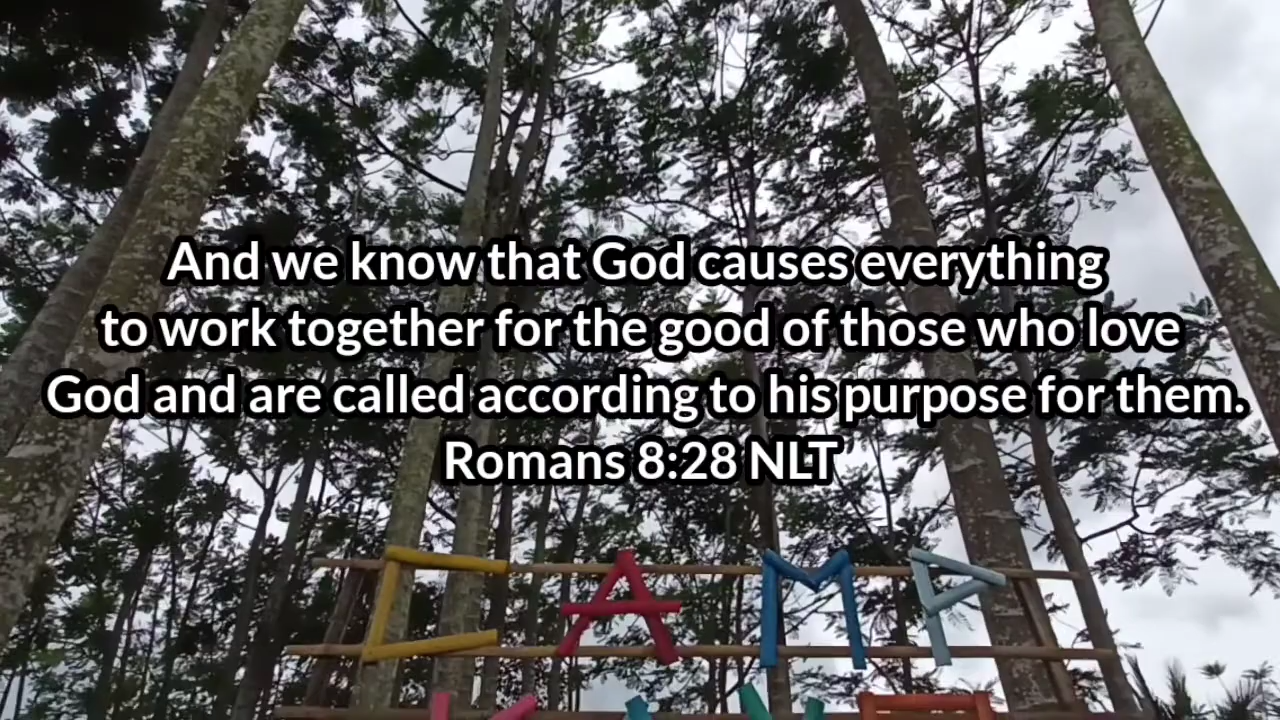 And we know that God causes everything
to work together for the good of those who love
God and are called according to his purpose for them.
Romans 8:28 NLT
CAMP